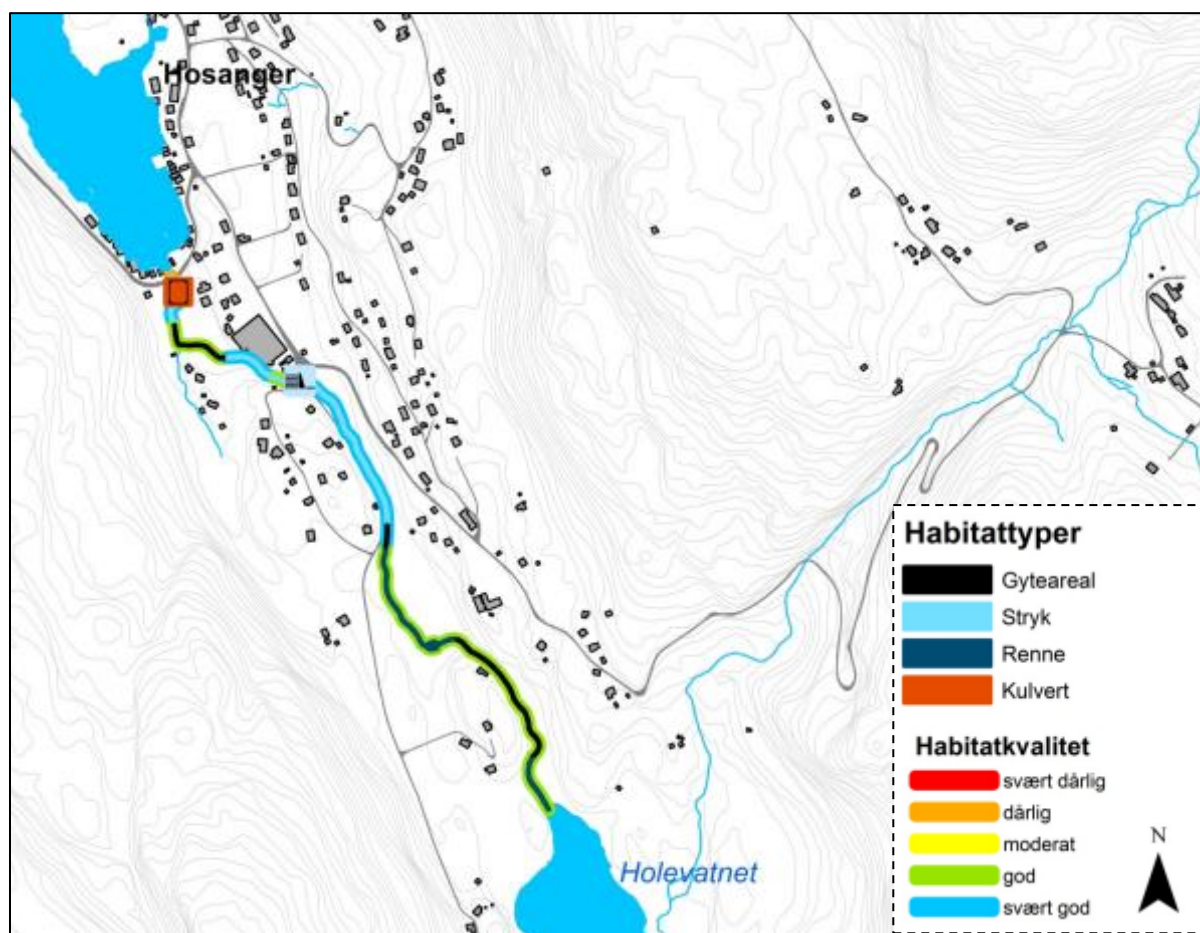 Hosanger
Holevatnet
Habitattyper
Gyteareal
Stryk
Renne
Kulvert
Habitatkvalitet
svært dårlig
dårlig
moderat
god
svært god
N